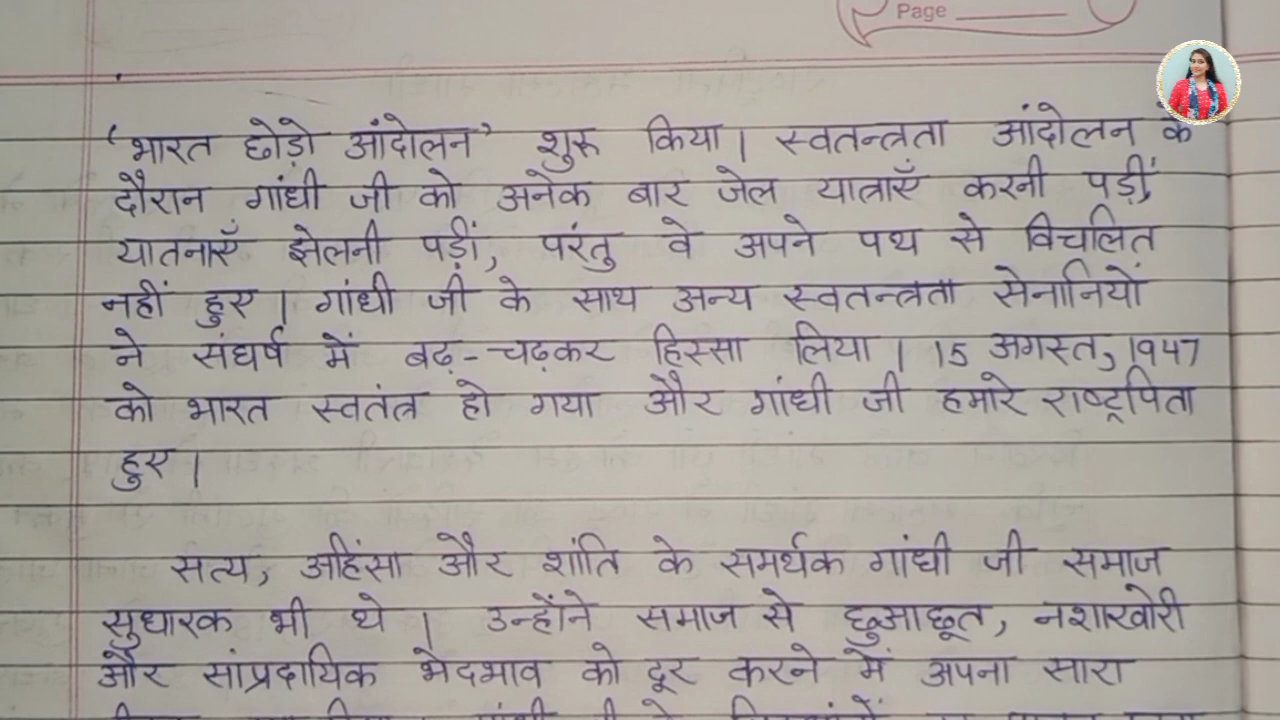 Page
'भारत छोड़ो आंदोलन' शुरू किया। स्वतन्त्रता आंदोलन के
दौरान गांधी जी को अनेक बार जेल यात्राएँ करनी पड़ीं,
यातनाएँ झेलनी पड़ीं, परंतु वे अपने पथ से विचलित
नहीं हुए। गांधी जी के साथ अन्य स्वतन्त्रता सेनानियों
ने संघर्ष में बढ़-चढ़कर हिस्सा लिया। 15 अगस्त, 1947
को भारत स्वतंत्र हो गया और गांधी जी हमारे राष्ट्रपिता
हुए।
सत्य, अहिंसा और शांति के समर्थक गांधी जी समाज
सुधारक भी थे। उन्होंने समाज से छुआछूत, नशाखोरी
और सांप्रदायिक भेदभाव को दूर करने में अपना सारा